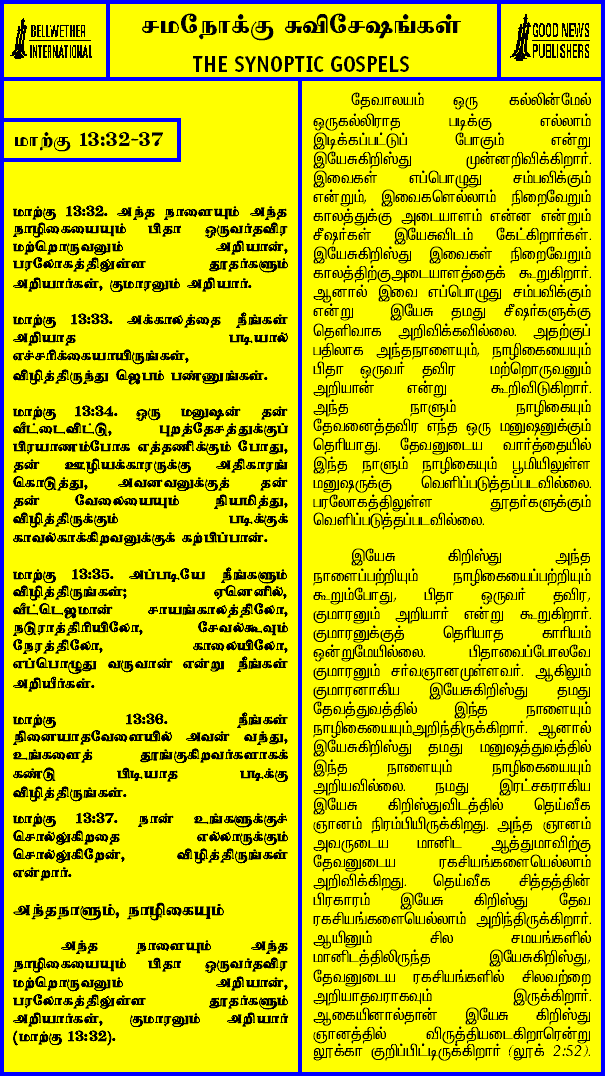 BELLWETHER
INTERNATIONAL
சமநோக்கு சுவிசேஷங்கள்
THE SYNOPTIC GOSPELS
GOOD NEWS
PUBLISHERS
மாற்கு 13:32-37
மாற்கு 13:32. அந்த நாளையும் அந்த
நாழிகையையும் பிதா ஒருவர்தவிர
மற்றொருவனும் அறியான்,
பரலோகத்திலுள்ள தூதர்களும்
அறியார்கள், குமாரனும் அறியார்.
மாற்கு 13:33. அக்காலத்தை நீங்கள்
அறியாத படியால்
எச்சரிக்கையாயிருங்கள்,
விழித்திருந்து ஜெபம் பண்ணுங்கள்.
மாற்கு 13:34. ஒரு மனுஷன் தன்
வீட்டைவிட்டு, புறத்தேசத்துக்குப்
பிரயாணம்போக எத்தனிக்கும் போது,
தன் ஊழியக்காரருக்கு அதிகாரங்
கொடுத்து, அவனவனுக்குத் தன்
தன் வேலையையும் நியமித்து,
விழித்திருக்கும் படிக்குக்
காவல்காக்கிறவனுக்குக் கற்பிப்பான்.
மாற்கு 13:35. அப்படியே நீங்களும்
விழித்திருங்கள்; ஏனெனில்,
வீட்டெஜமான் சாயங்காலத்திலோ,
நடுராத்திரியிலோ, சேவல்கூவும்
நேரத்திலோ, காலையிலோ,
எப்பொழுது வருவான் என்று நீங்கள்
அறியீர்கள்.
மாற்கு 13:36. நீங்கள்
நினையாதவேளையில் அவன் வந்து,
உங்களைத் தூங்குகிறவர்களாகக்
கண்டு பிடியாத படிக்கு
விழித்திருங்கள்.
மாற்கு 13:37. நான் உங்களுக்குச்
சொல்லுகிறதை எல்லாருக்கும்
சொல்லுகிறேன், விழித்திருங்கள்
என்றார்.
அந்தநாளும், நாழிகையும்
அந்த நாளையும் அந்த
நாழிகையையும் பிதா ஒருவர்தவிர
மற்றொருவனும் அறியான்,
பரலோகத்திலுள்ள தூதர்களும்
அறியார்கள், குமாரனும் அறியார்
(மாற்கு 13:32).
தேவாலயம் ஒரு கல்லின்மேல்
ஒருகல்லிராத படிக்கு எல்லாம்
இடிக்கப்பட்டுப் போகும் என்று
இயேசுகிறிஸ்து முன்னறிவிக்கிறார்.
இவைகள் எப்பொழுது சம்பவிக்கும்
என்றும், இவைகளெல்லாம் நிறைவேறும்
காலத்துக்கு அடையாளம் என்ன என்றும்
சீஷர்கள் இயேசுவிடம் கேட்கிறார்கள்.
இயேசுகிறிஸ்து இவைகள் நிறைவேறும்
காலத்திற்குஅடையாளத்தைக் கூறுகிறார்.
ஆனால் இவை எப்பொழுது சம்பவிக்கும்
என்று இயேசு தமது சீஷர்களுக்கு
தெளிவாக அறிவிக்கவில்லை. அதற்குப்
பதிலாக அந்தநாளையும், நாழிகையையும்
பிதா ஒருவர் தவிர மற்றொருவனும்
அறியான் என்று கூறிவிடுகிறார்.
அந்த நாளும் நாழிகையும்
தேவனைத்தவிர எந்த ஒரு மனுஷனுக்கும்
தெரியாது. தேவனுடைய வார்த்தையில்
இந்த நாளும் நாழிகையும் பூமியிலுள்ள
மனுஷருக்கு வெளிப்படுத்தப்படவில்லை.
பரலோகத்திலுள்ள தூதர்களுக்கும்
வெளிப்படுத்தப்படவில்லை.
இயேசு கிறிஸ்து அந்த
நாளைப்பற்றியும் நாழிகையைப்பற்றியும்
கூறும்போது, பிதா ஒருவர் தவிர,
குமாரனும் அறியார் என்று கூறுகிறார்.
குமாரனுக்குத் தெரியாத காரியம்
ஒன்றுமேயில்லை. பிதாவைப்போலவே
குமாரனும் சர்வஞானமுள்ளவர். ஆகிலும்
குமாரனாகிய இயேசுகிறிஸ்து தமது
தேவத்துவத்தில் இந்த நாளையும்
நாழிகையையும்அறிந்திருக்கிறார். ஆனால்
இயேசுகிறிஸ்து தமது மனுஷத்துவத்தில்
இந்த நாளையும் நாழிகையையும்
அறியவில்லை. நமது இரட்சகராகிய
இயேசு கிறிஸ்துவிடத்தில் தெய்வீக
ஞானம் நிரம்பியிருக்கிறது. அந்த ஞானம்
அவருடைய மானிட ஆத்துமாவிற்கு
தேவனுடைய ரகசியங்களையெல்லாம்
அறிவிக்கிறது. தெய்வீக சித்தத்தின்
பிரகாரம் இயேசு கிறிஸ்து தேவ
ரகசியங்களையெல்லாம் அறிந்திருக்கிறார்.
ஆயினும் சில சமயங்களில்
மானிடத்திலிருந்த இயேசுகிறிஸ்து,
தேவனுடைய ரகசியங்களில் சிலவற்றை
அறியாதவராகவும் இருக்கிறார்.
ஆகையினால்தான் இயேசு கிறிஸ்து
ஞானத்தில் விருத்தியடைகிறாரென்று
லூக்கா குறிப்பிட்டிருக்கிறார் (லூக் 2:52).